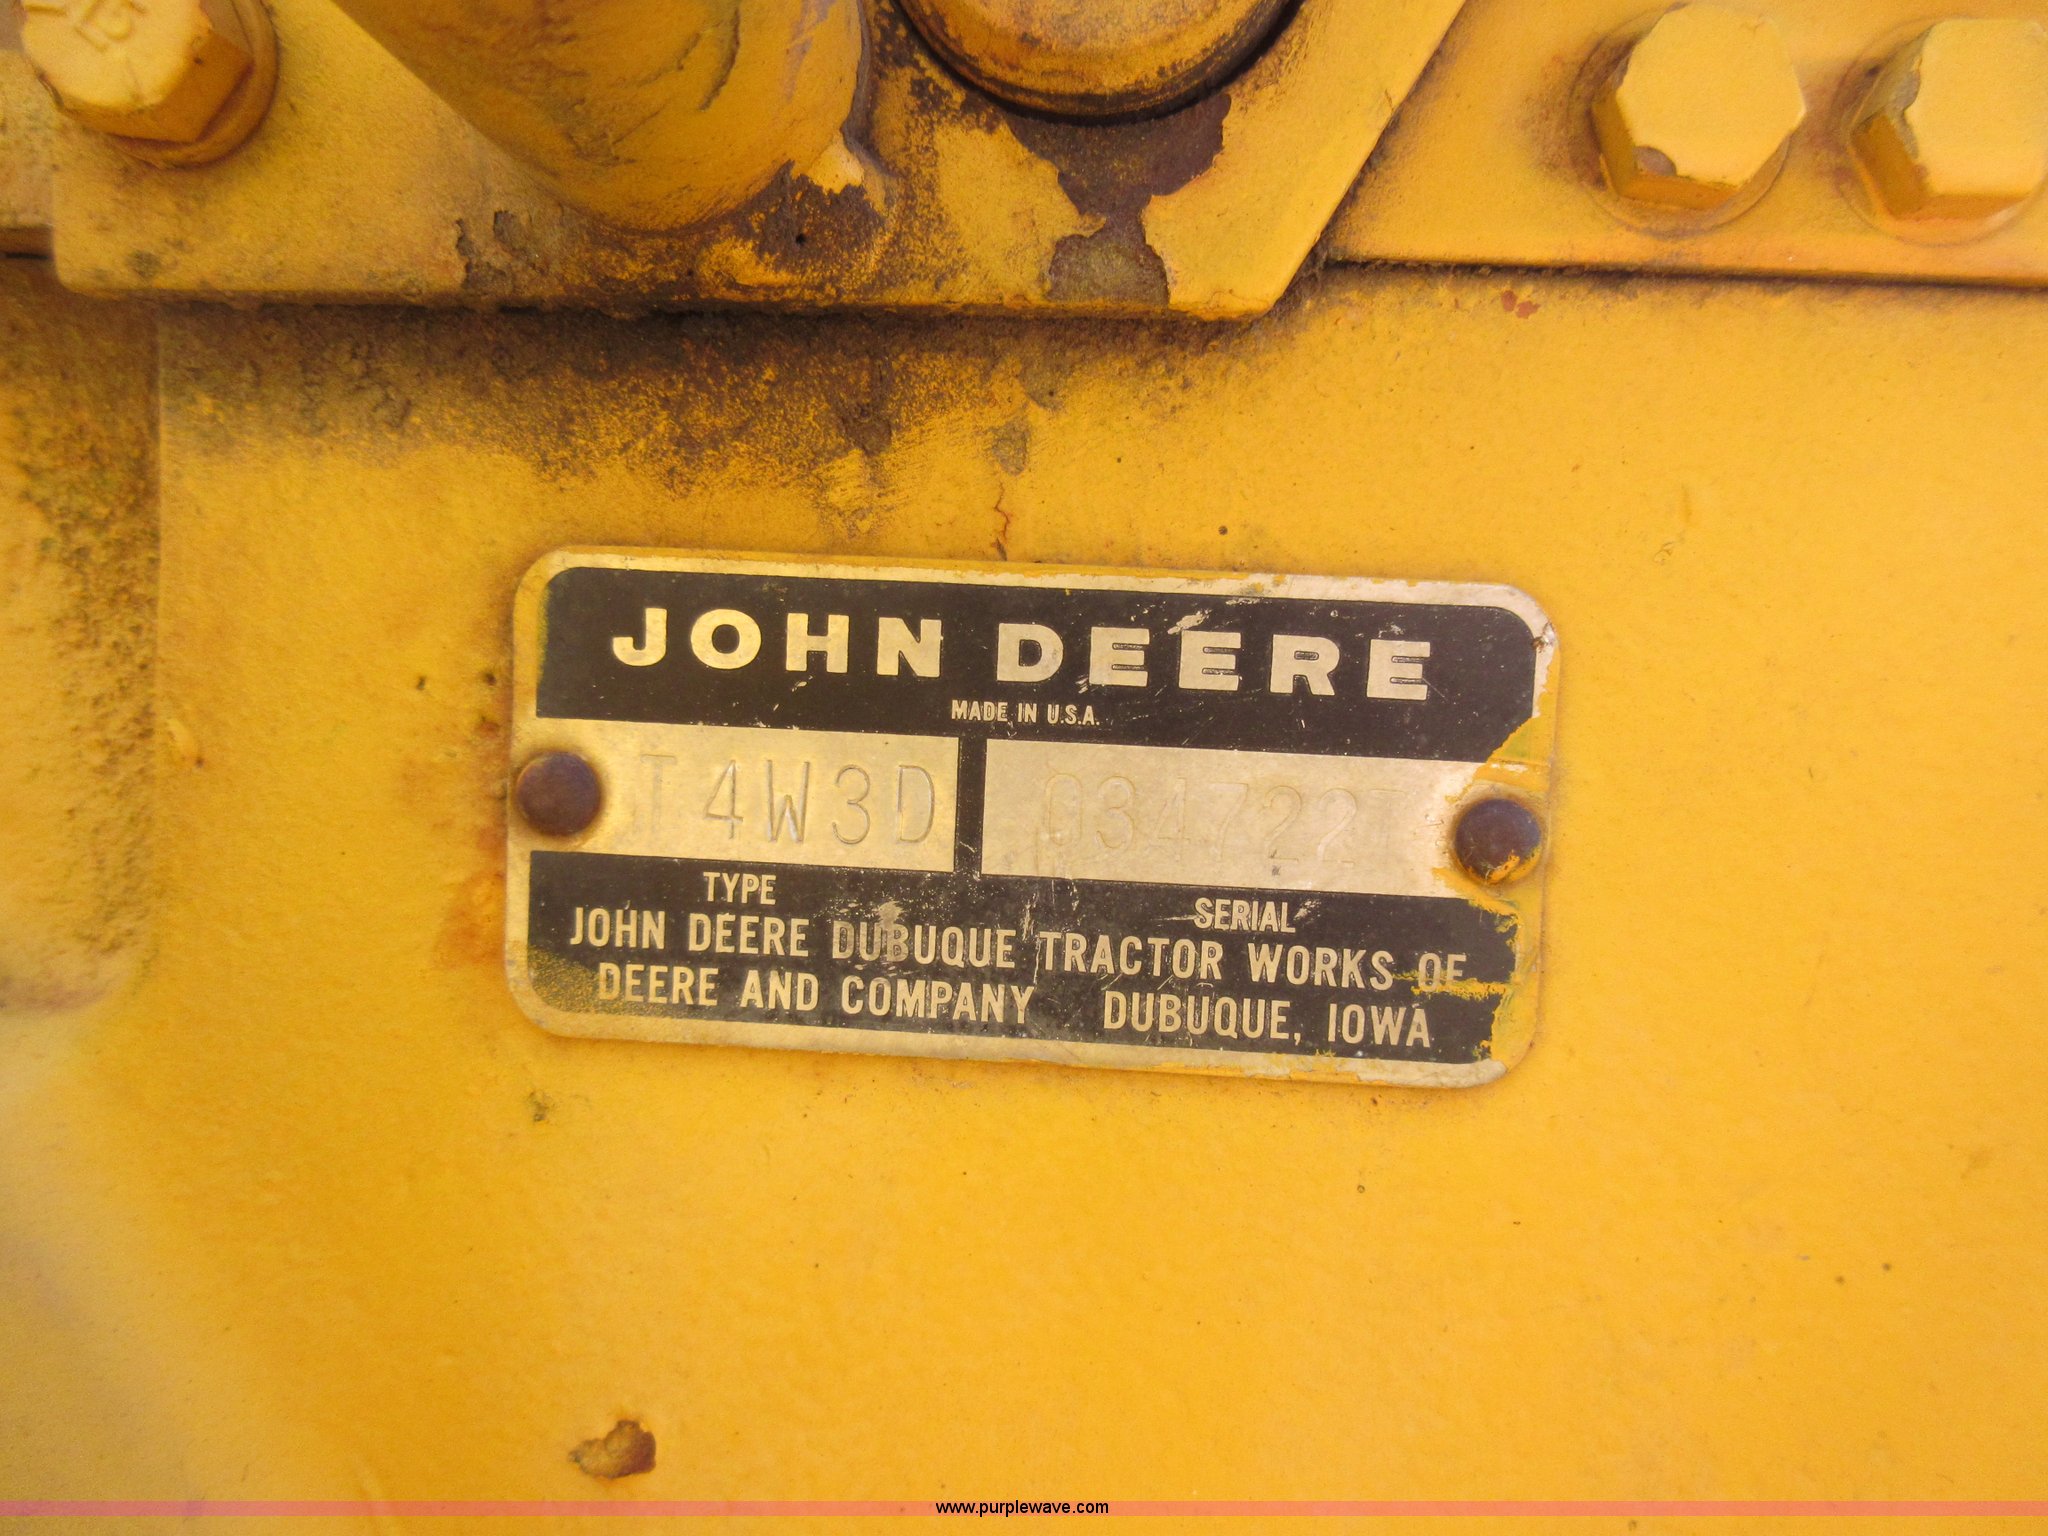 JOHN DEERE
MADE IN U.S.A.
T4W3D 034722T
TYPE SERIAL
JOHN DEERE DUBUQUE TRACTOR WORKS OF
DEERE AND COMPANY DUBUQUE, IOWA
www.purplewave.com